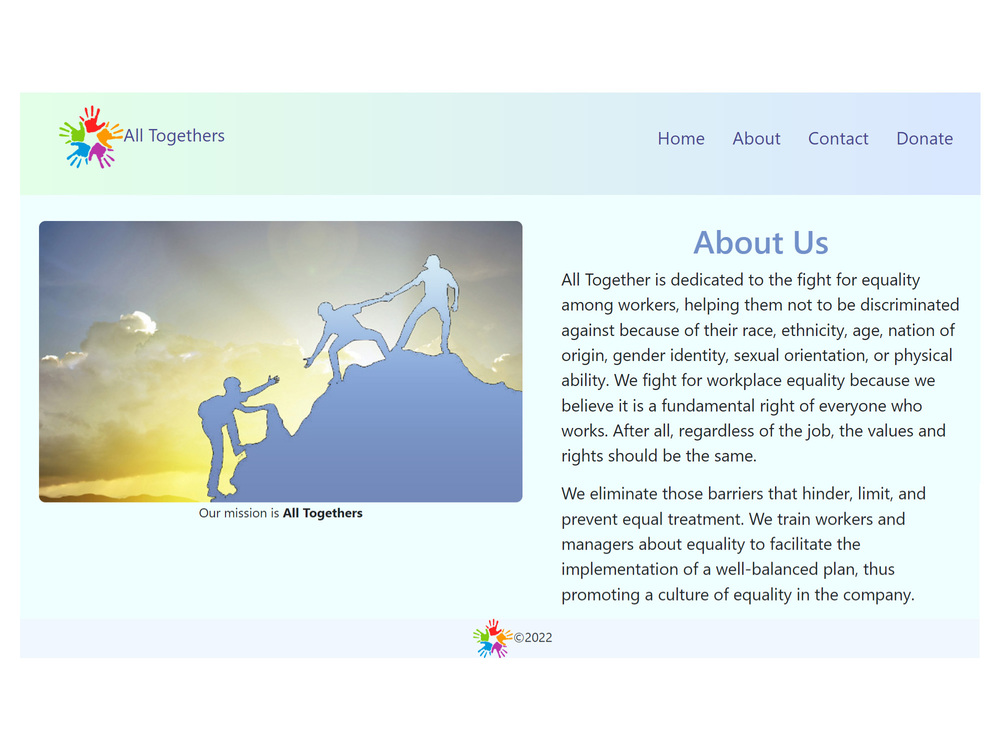 All Togethers
Home About Contact Donate
Our mission is All Togethers
About Us
All Together is dedicated to the fight for equality
among workers, helping them not to be discriminated
against because of their race, ethnicity, age, nation of
origin, gender identity, sexual orientation, or physical
ability. We fight for workplace equality because we
believe it is a fundamental right of everyone who
works. After all, regardless of the job, the values and
rights should be the same.
We eliminate those barriers that hinder, limit, and
prevent equal treatment. We train workers and
managers about equality to facilitate the
implementation of a well-balanced plan, thus
promoting a culture of equality in the company.
©2022